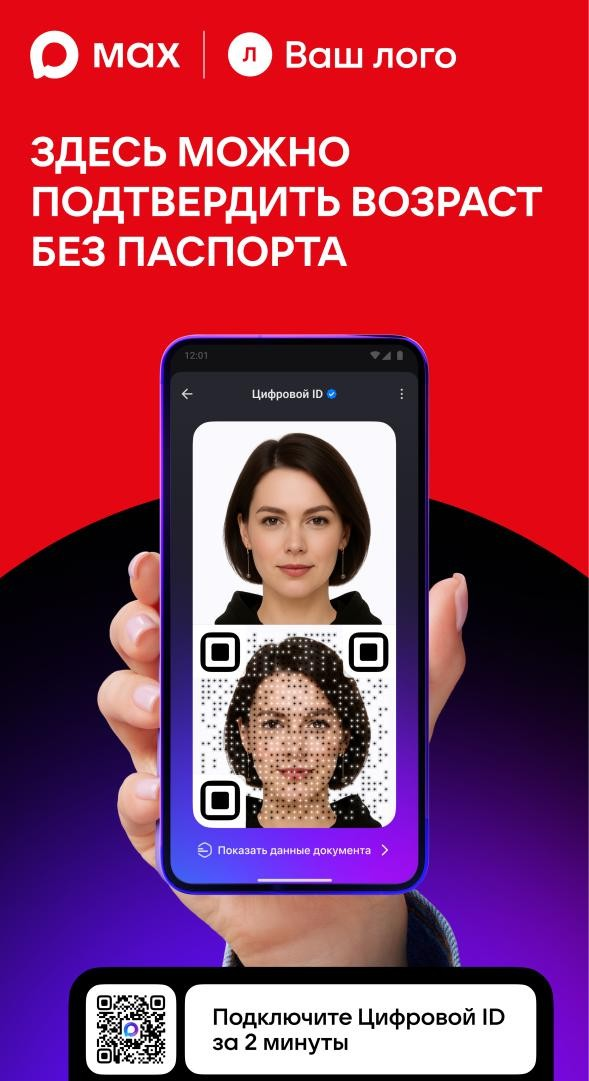 max
Л Ваш лого
ЗДЕСЬ МОЖНО
ПОДТВЕРДИТЬ ВОЗРАСТ
БЕЗ ПАСПОРТА
12:01
Цифровой ID
Показать данные документа
Подключите Цифровой ID
за 2 минуты